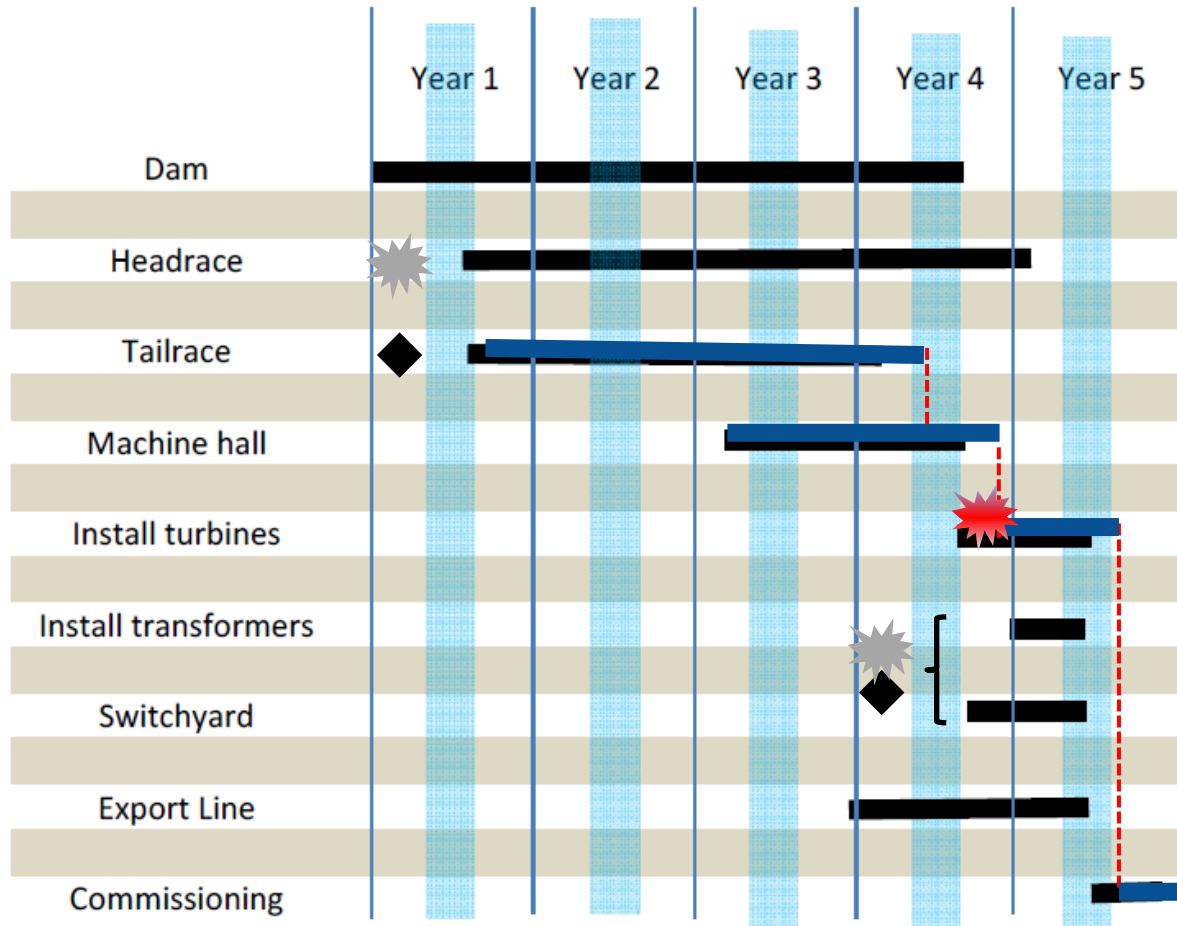 Year 1
Year 2
Year 3
Year 4
Year 5
Dam
Headrace
Tailrace
Machine hall
Install turbines
Install transformers
Switchyard
Export Line
Commissioning